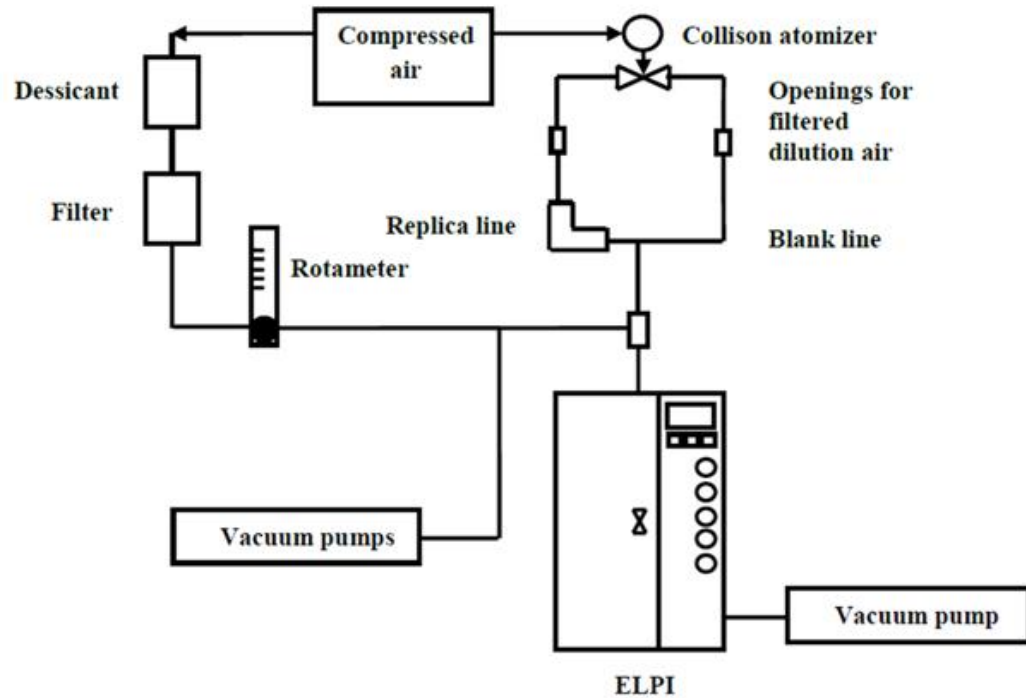 Compressed
air
Collison atomizer
Dessicant
Openings for
filtered
dilution air
Filter
Replica line
Blank line
Rotameter
Vacuum pumps
Vacuum pump
ELPI